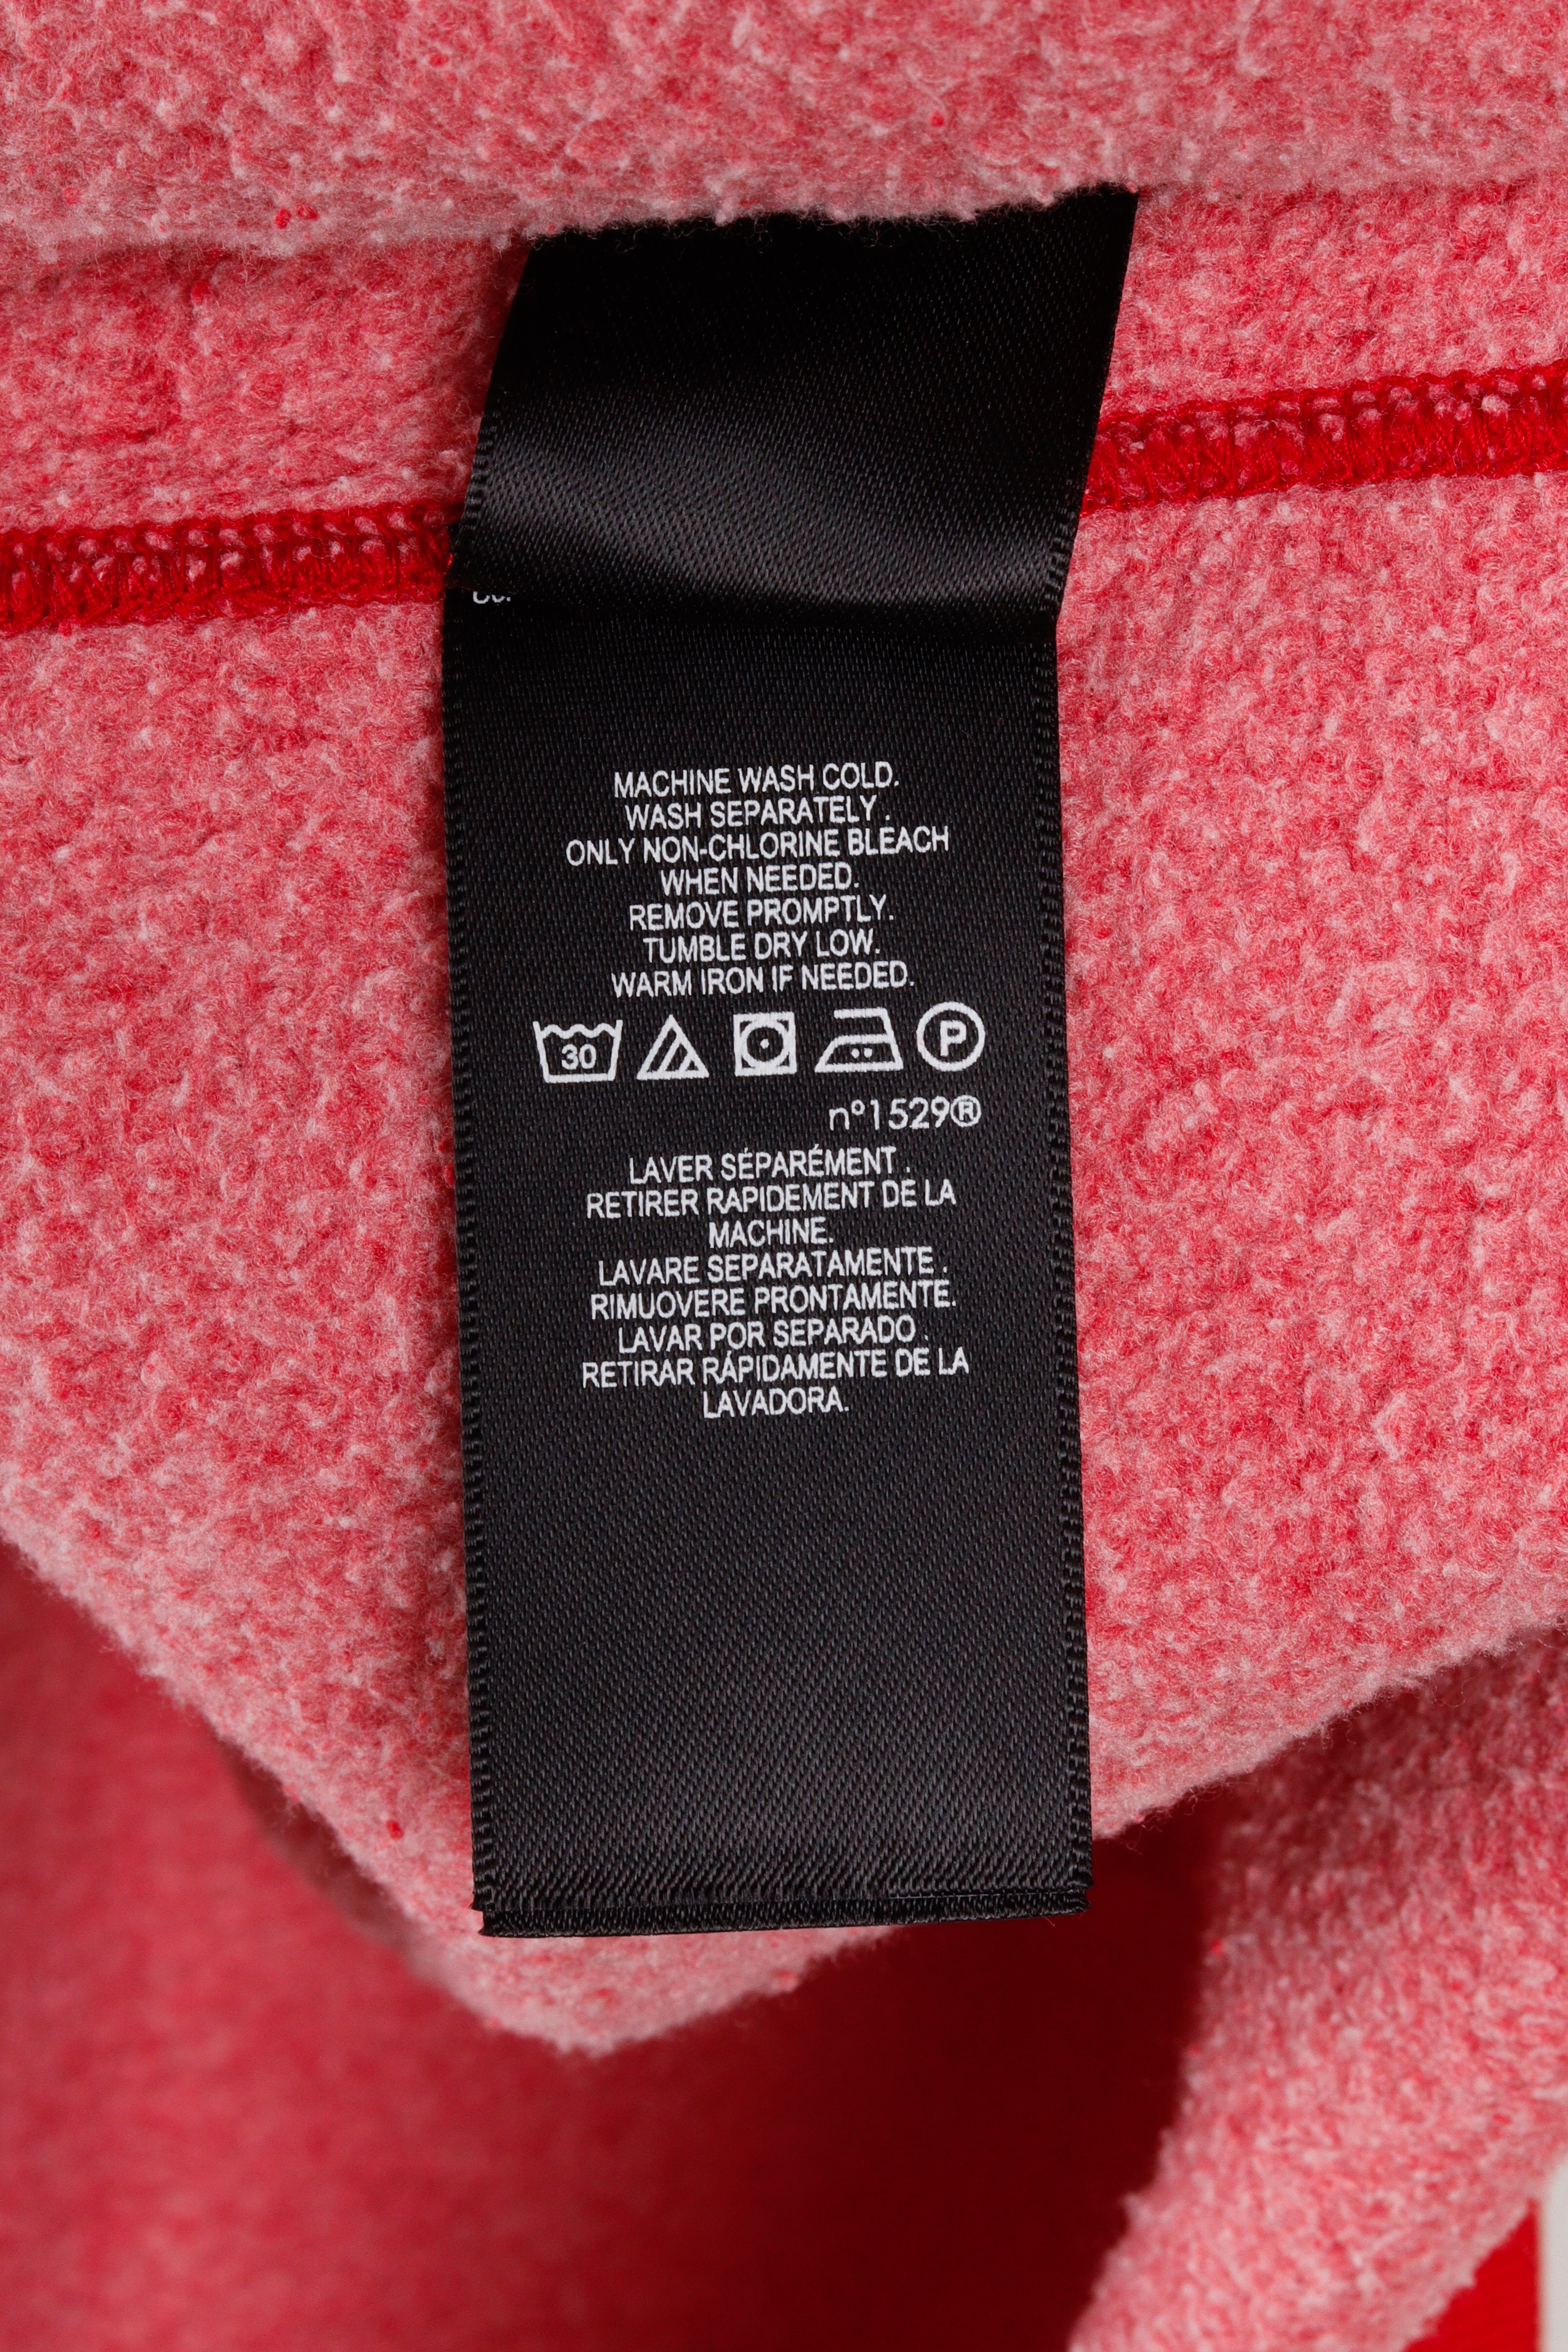 MACHINE WASH COLD.
WASH SEPARATELY .
ONLY NON-CHLORINE BLEACH
WHEN NEEDED.
REMOVE PROMPTLY.
TUMBLE DRY LOW.
WARM IRON IF NEEDED.
30 P
nº1529®
LAVER SÉPARÉMENT .
RETIRER RAPIDEMENT DE LA
MACHINE.
LAVARE SEPARATAMENTE .
RIMUOVERE PRONTAMENTE.
LAVAR POR SEPARADO .
RETIRAR RÁPIDAMENTE DE LA
LAVADORA.